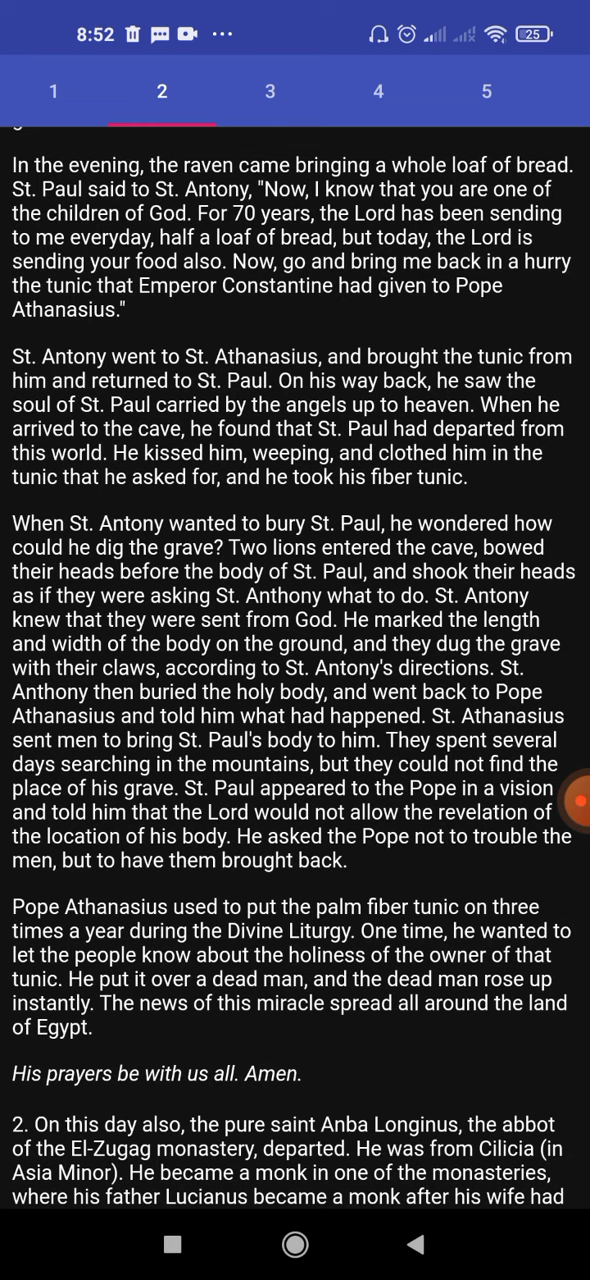 8:52
25
1 2 3 4 5
In the evening, the raven came bringing a whole loaf of bread.
St. Paul said to St. Antony, "Now, I know that you are one of
the children of God. For 70 years, the Lord has been sending
to me everyday, half a loaf of bread, but today, the Lord is
sending your food also. Now, go and bring me back in a hurry
the tunic that Emperor Constantine had given to Pope
Athanasius."
St. Antony went to St. Athanasius, and brought the tunic from
him and returned to St. Paul. On his way back, he saw the
soul of St. Paul carried by the angels up to heaven. When he
arrived to the cave, he found that St. Paul had departed from
this world. He kissed him, weeping, and clothed him in the
tunic that he asked for, and he took his fiber tunic.
When St. Antony wanted to bury St. Paul, he wondered how
could he dig the grave? Two lions entered the cave, bowed
their heads before the body of St. Paul, and shook their heads
as if they were asking St. Anthony what to do. St. Antony
knew that they were sent from God. He marked the length
and width of the body on the ground, and they dug the grave
with their claws, according to St. Antony's directions. St.
Anthony then buried the holy body, and went back to Pope
Athanasius and told him what had happened. St. Athanasius
sent men to bring St. Paul's body to him. They spent several
days searching in the mountains, but they could not find the
place of his grave. St. Paul appeared to the Pope in a vision
and told him that the Lord would not allow the revelation of
the location of his body. He asked the Pope not to trouble the
men, but to have them brought back.
Pope Athanasius used to put the palm fiber tunic on three
times a year during the Divine Liturgy. One time, he wanted to
let the people know about the holiness of the owner of that
tunic. He put it over a dead man, and the dead man rose up
instantly. The news of this miracle spread all around the land
of Egypt.
His prayers be with us all. Amen.
2. On this day also, the pure saint Anba Longinus, the abbot
of the El-Zugag monastery, departed. He was from Cilicia (in
Asia Minor). He became a monk in one of the monasteries,
where his father Lucianus became a monk after his wife had